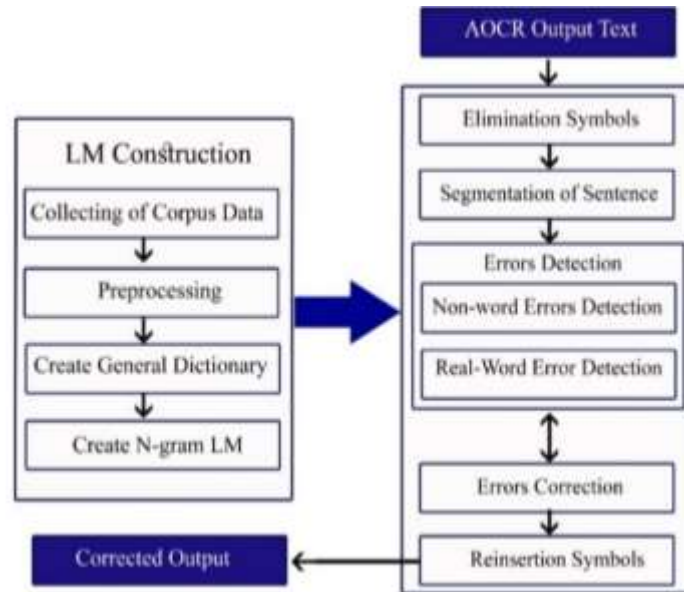 LM Construction
Collecting of Corpus Data
Preprocessing
Create General Dictionary
Create N-gram LM
AOCR Output Text
Elimination Symbols
Segmentation of Sentence
Errors Detection
Non-word Errors Detection
Real-Word Error Detection
Errors Correction
Reinsertion Symbols
Corrected Output